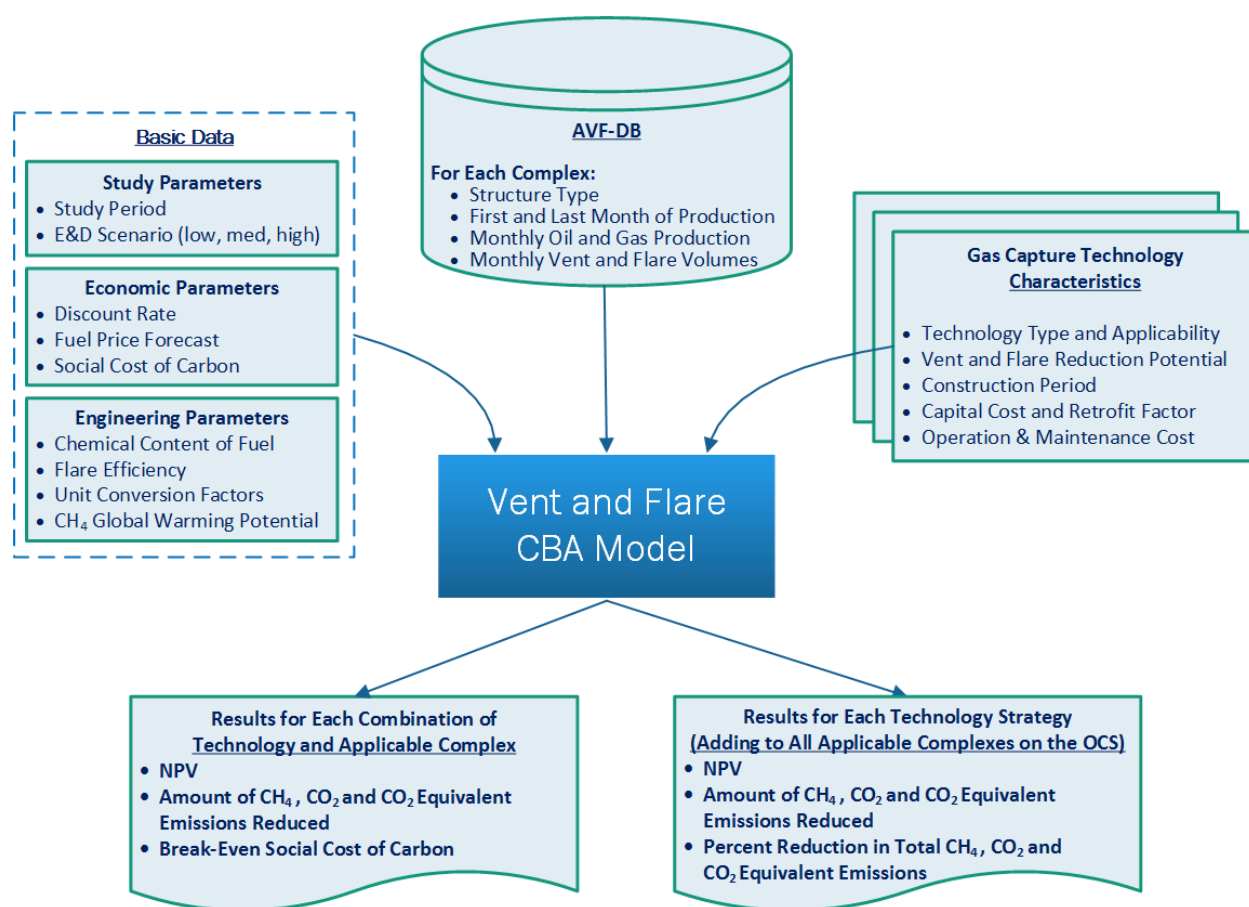 Basic Data
Study Parameters
• Study Period
• E&D Scenario (low, med, high)
Economic Parameters
• Discount Rate
• Fuel Price Forecast
• Social Cost of Carbon
Engineering Parameters
• Chemical Content of Fuel
• Flare Efficiency
• Unit Conversion Factors
• CH₄ Global Warming Potential
AVF-DB
For Each Complex:
• Structure Type
• First and Last Month of Production
• Monthly Oil and Gas Production
• Monthly Vent and Flare Volumes
Gas Capture Technology
Characteristics
• Technology Type and Applicability
• Vent and Flare Reduction Potential
• Construction Period
• Capital Cost and Retrofit Factor
• Operation & Maintenance Cost
Vent and Flare
CBA Model
Results for Each Combination of
Technology and Applicable Complex
• NPV
• Amount of CH₄ , CO₂ and CO₂ Equivalent
Emissions Reduced
• Break-Even Social Cost of Carbon
Results for Each Technology Strategy
(Adding to All Applicable Complexes on the OCS)
• NPV
• Amount of CH₄ , CO₂ and CO₂ Equivalent
Emissions Reduced
• Percent Reduction in Total CH₄ , CO₂ and
CO₂ Equivalent Emissions